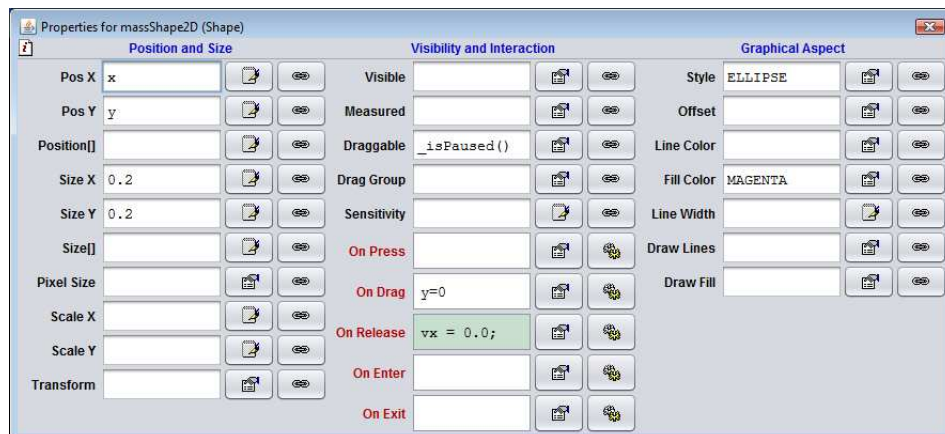 Properties for massShape2D (Shape)
i Position and Size Visibility and Interaction Graphical Aspect
Pos X x Visible Style ELLIPSE
Pos Y y Measured Offset
Position[] Draggable _isPaused() Line Color
Size X 0.2 Drag Group Fill Color MAGENTA
Size Y 0.2 Sensitivity Line Width
Size[] On Press Draw Lines
Pixel Size On Drag y=0 Draw Fill
Scale X On Release vx = 0.0;
Scale Y On Enter
Transform On Exit